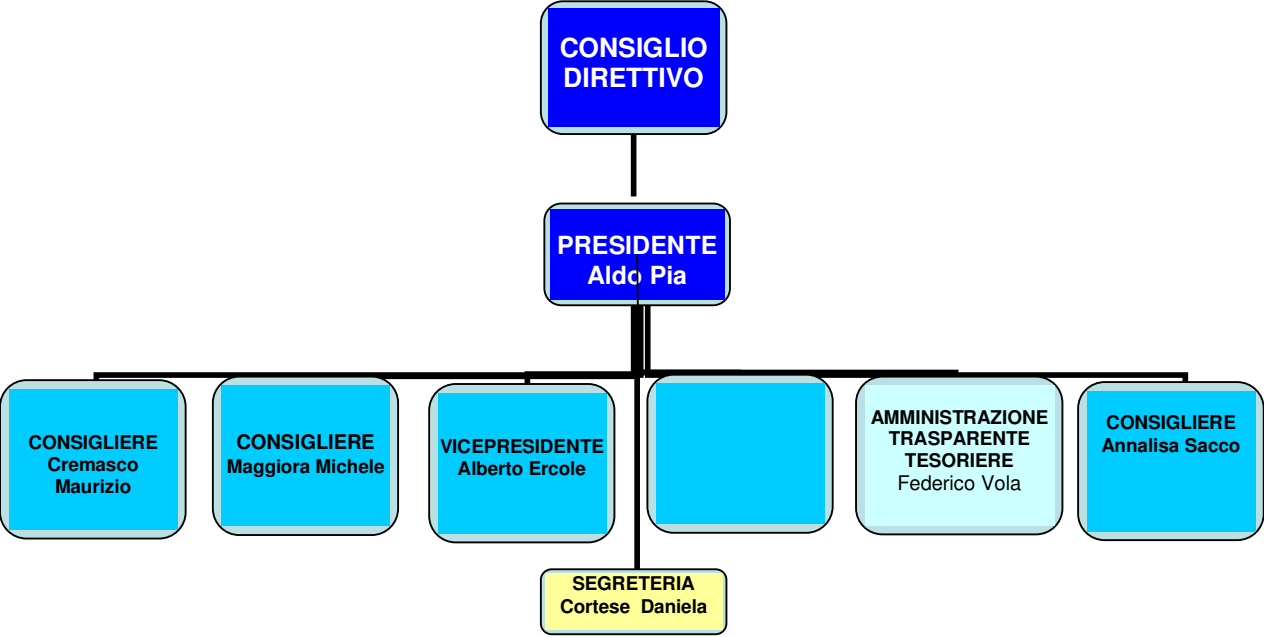 CONSIGLIO
DIRETTIVO
PRESIDENTE
Aldo Pia
CONSIGLIERE
Cremasco
Maurizio
CONSIGLIERE
Maggiora Michele
VICEPRESIDENTE
Alberto Ercole
AMMINISTRAZIONE
TRASPARENTE
TESORIERE
Federico Vola
CONSIGLIERE
Annalisa Sacco
SEGRETERIA
Cortese Daniela